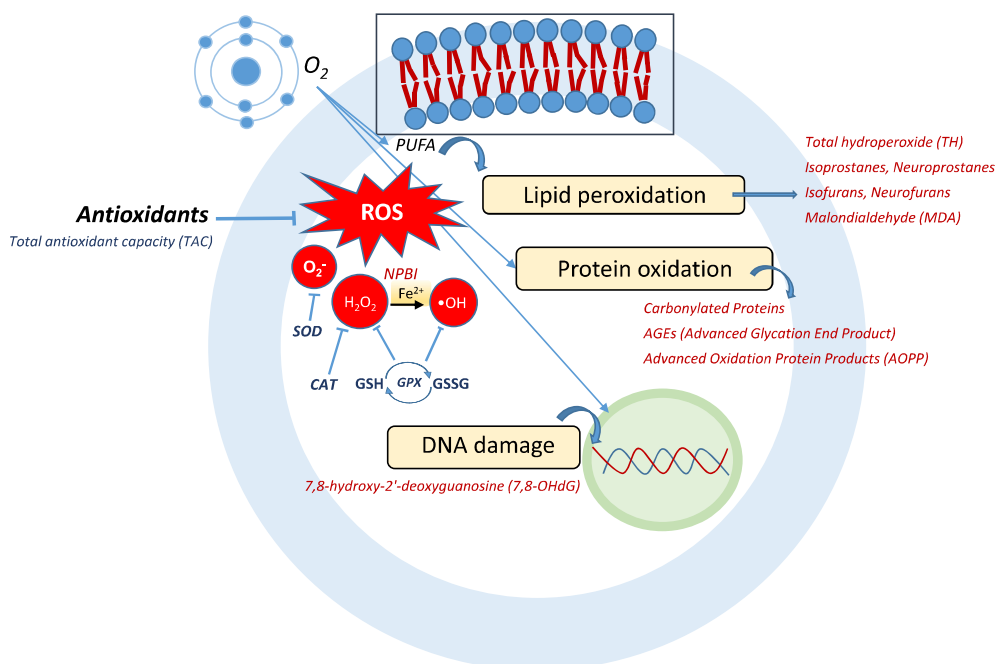 O₂
PUFA
Total hydroperoxide (TH)
Isoprostanes, Neuroprostanes
Isofurans, Neurofurans
Malondialdehyde (MDA)
Lipid peroxidation
ROS
Antioxidants
Total antioxidant capacity (TAC)
Protein oxidation
O₂⁻
NPBI
H₂O₂
Fe²⁺
•OH
Carbonylated Proteins
AGEs (Advanced Glycation End Product)
Advanced Oxidation Protein Products (AOPP)
SOD
CAT
GSH
GPX
GSSG
DNA damage
7,8-hydroxy-2'-deoxyguanosine (7,8-OHdG)